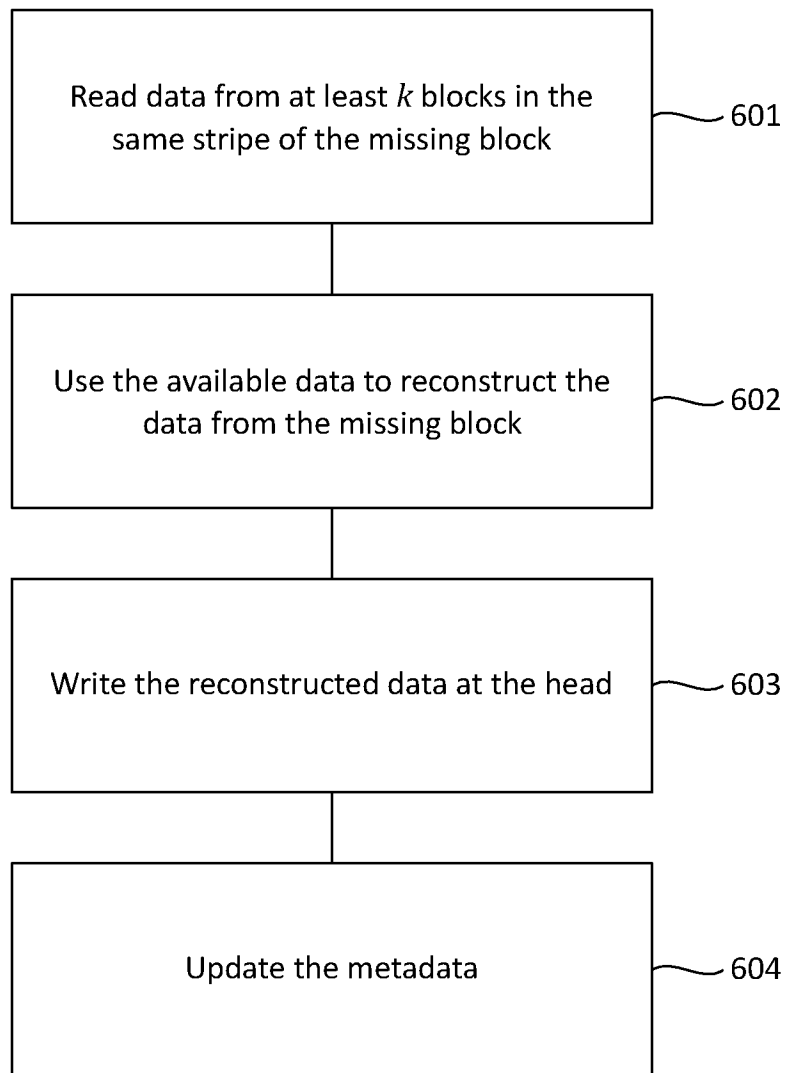 Read data from at least k blocks in the
same stripe of the missing block
601
Use the available data to reconstruct the
data from the missing block
602
Write the reconstructed data at the head
603
Update the metadata
604